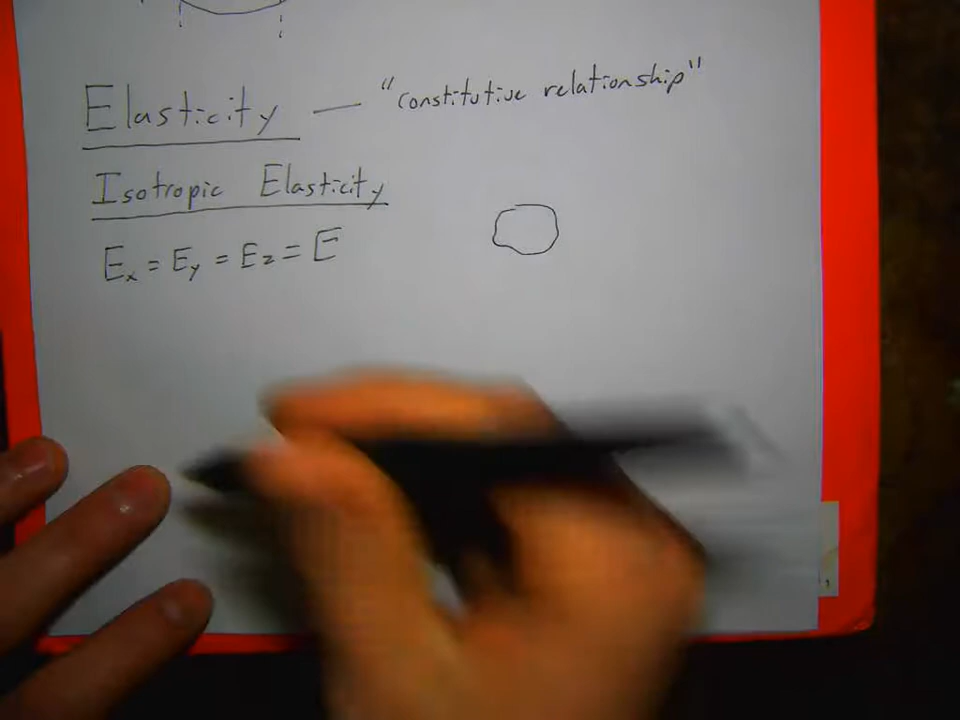 Elasticity — "constitutive relationship"
Isotropic Elasticity
Ex = Ey = Ez = E